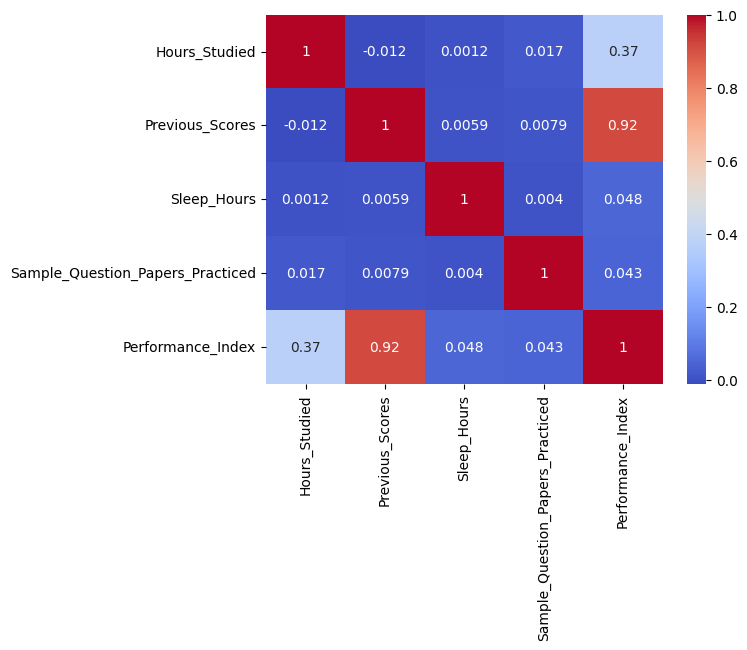 Hours_Studied 1 -0.012 0.0012 0.017 0.37
Previous_Scores -0.012 1 0.0059 0.0079 0.92
Sleep_Hours 0.0012 0.0059 1 0.004 0.048
Sample_Question_Papers_Practiced 0.017 0.0079 0.004 1 0.043
Performance_Index 0.37 0.92 0.048 0.043 1
Hours_Studied
Previous_Scores
Sleep_Hours
Sample_Question_Papers_Practiced
Performance_Index
1.0
0.8
0.6
0.4
0.2
0.0